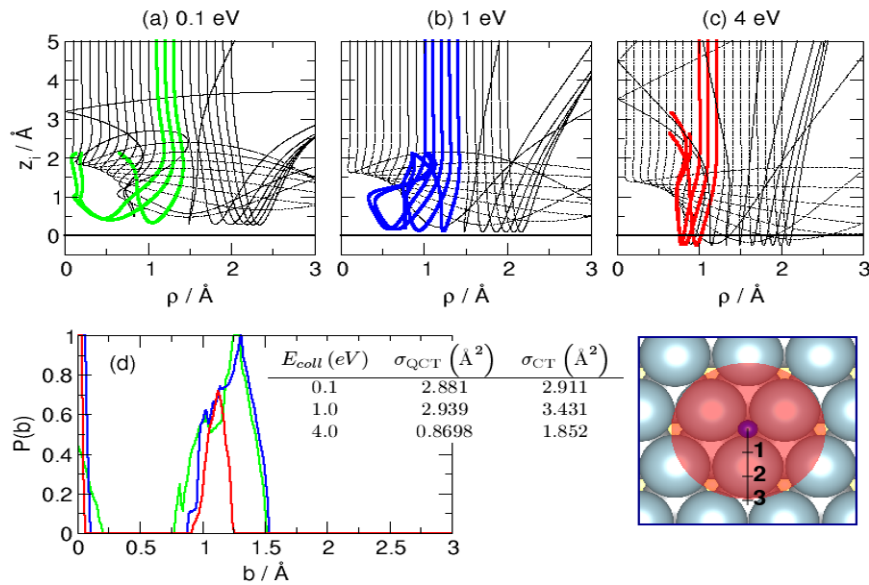 (a) 0.1 eV
(b) 1 eV
(c) 4 eV
5
4
3
2
1
0
z_i / Å
0 1 2 3
ρ / Å
0 1 2 3
ρ / Å
0 1 2 3
ρ / Å
(d)
1
0.8
0.6
0.4
0.2
0
P(b)
0 0.5 1 1.5 2 2.5 3
b / Å
E_coll (eV) σ_QCT (Å²) σ_CT (Å²)
0.1 2.881 2.911
1.0 2.939 3.431
4.0 0.8698 1.852
1
2
3